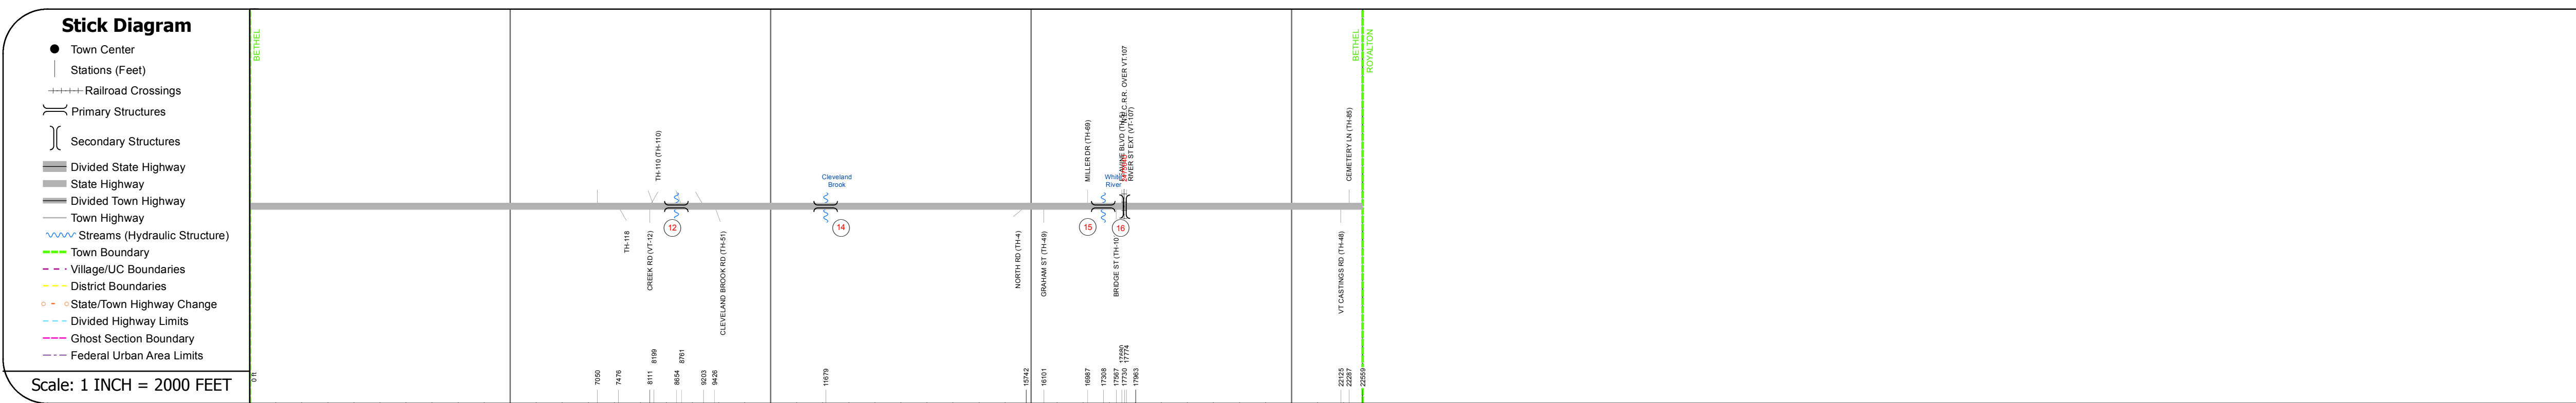 Stick Diagram
Town Center
Stations (Feet)
Railroad Crossings
Primary Structures
Secondary Structures
Divided State Highway
State Highway
Divided Town Highway
Town Highway
Streams (Hydraulic Structure)
Town Boundary
Village/UC Boundaries
District Boundaries
State/Town Highway Change
Divided Highway Limits
Ghost Section Boundary
Federal Urban Area Limits
Scale: 1 INCH = 2000 FEET
BETHEL
BETHEL
ROYALTON
TH-110 (TH-110)
Cleveland
Brook
MILLER DR (TH-69)
River
C.R.R. OVER VT.107
BLVD
RIVER ST EXT (VT-107)
CEMETERY LN (TH-85)
12
14
15
16
TH-118
CREEK RD (VT-12)
CLEVELAND BROOK RD (TH-51)
NORTH RD (TH-4)
GRAHAM ST (TH-49)
BRIDGE ST (TH-10
VT CASTINGS RD (TH-48)
0 ft
7050
7476
8111
8199
8654
8761
9203
9426
11679
15742
16101
16987
17308
17567
17730
17774
17963
22125
22287
22559